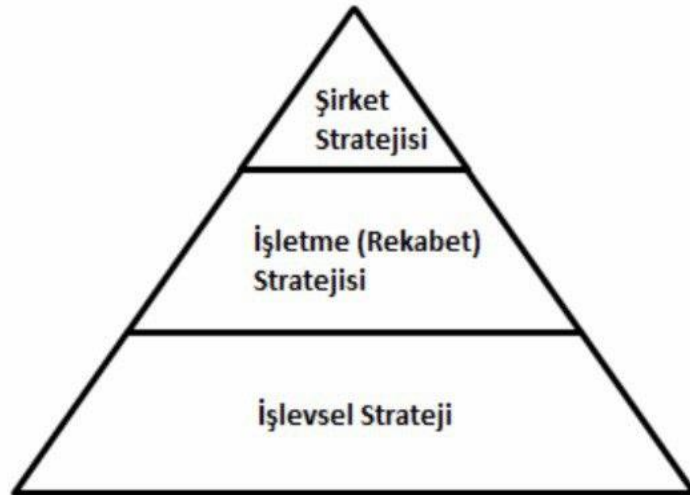 Şirket
Stratejisi
İşletme (Rekabet)
Stratejisi
İşlevsel Strateji